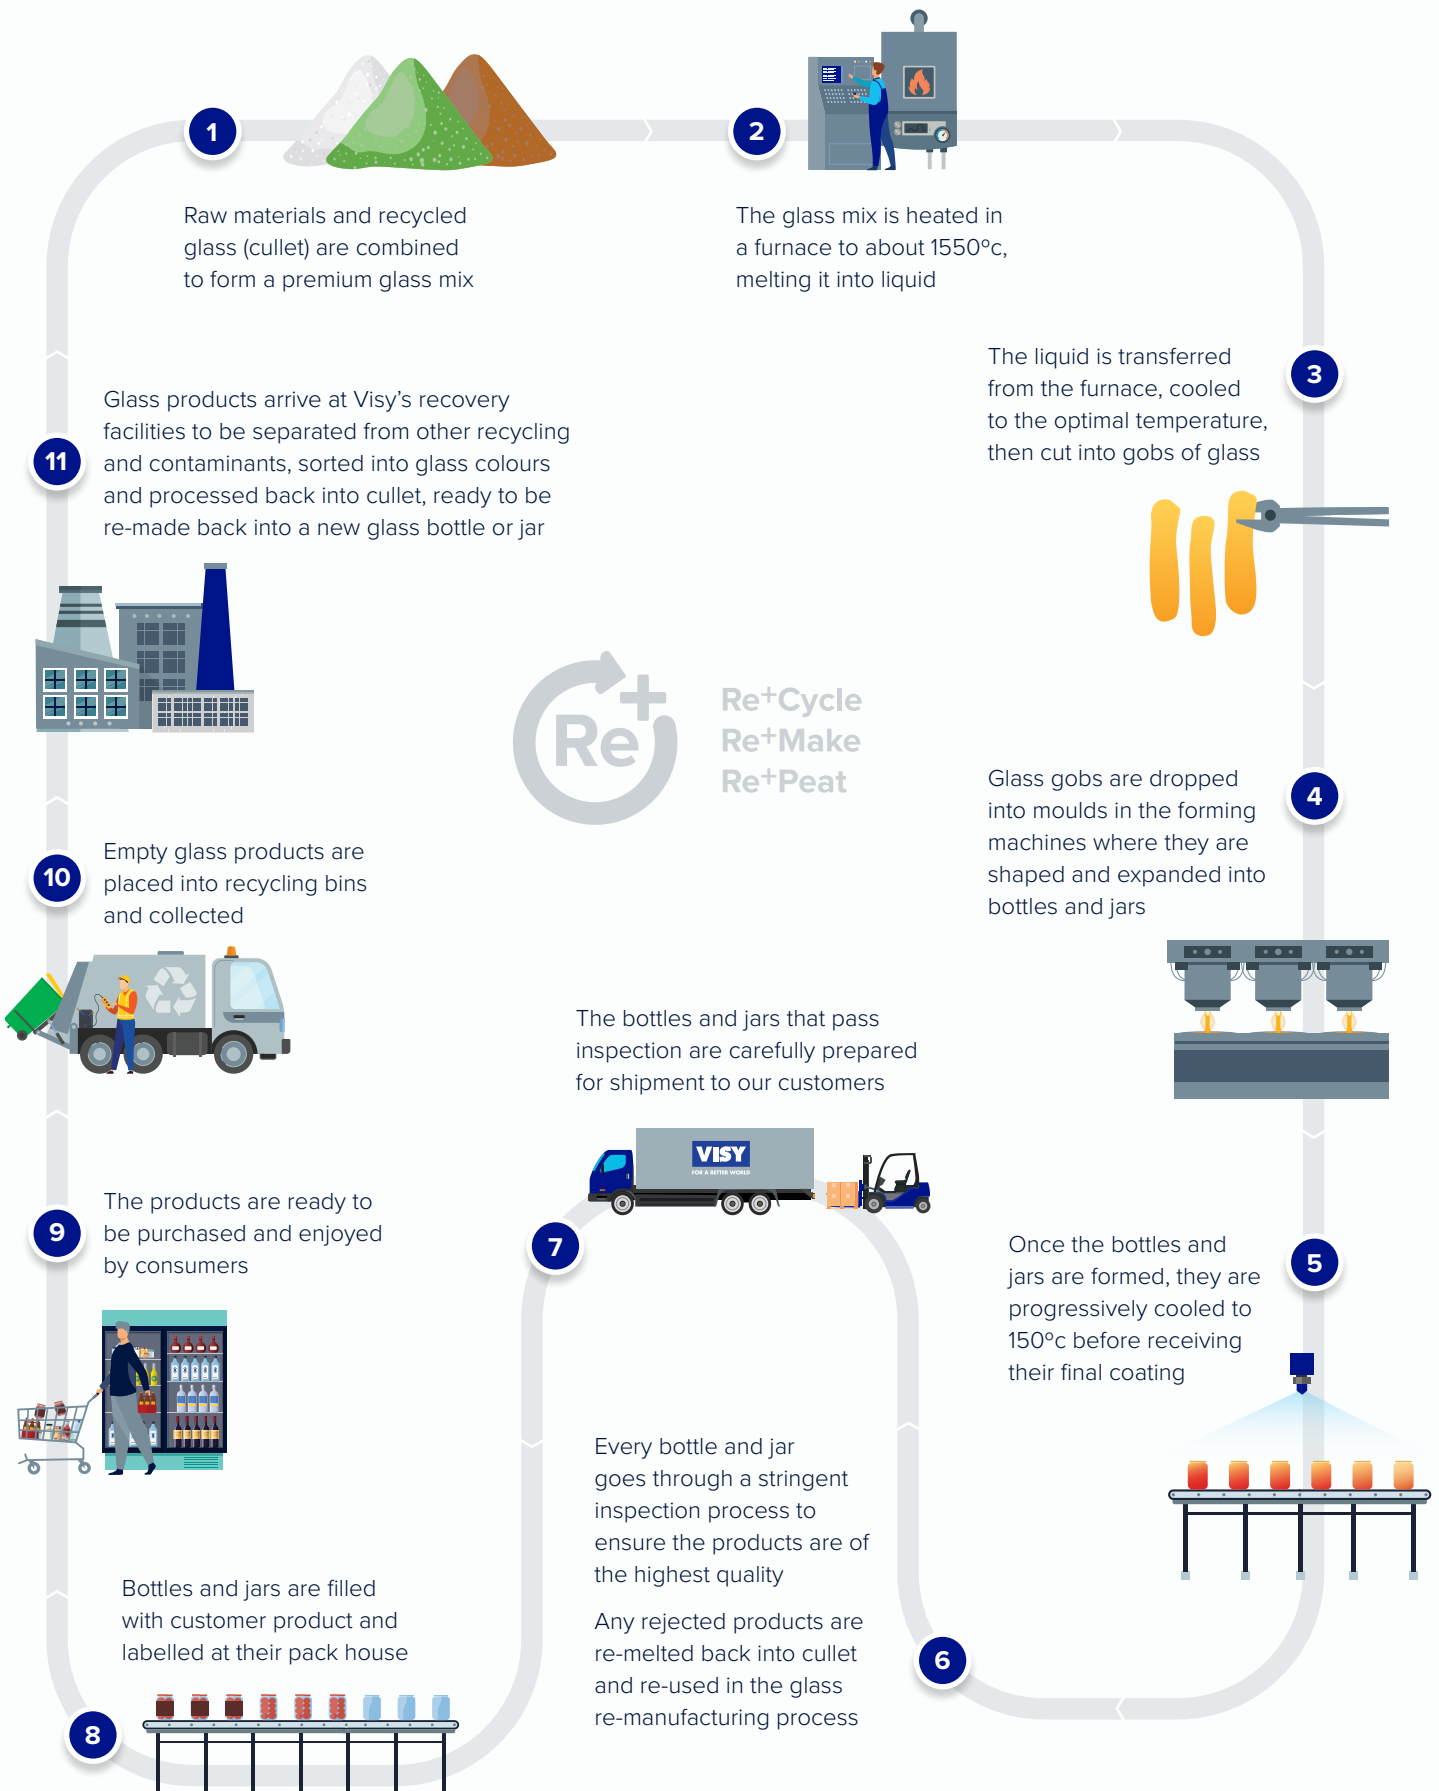 1
Raw materials and recycled
glass (cullet) are combined
to form a premium glass mix
2
The glass mix is heated in
a furnace to about 1550ºc,
melting it into liquid
3
The liquid is transferred
from the furnace, cooled
to the optimal temperature,
then cut into gobs of glass
4
Glass gobs are dropped
into moulds in the forming
machines where they are
shaped and expanded into
bottles and jars
5
Once the bottles and
jars are formed, they are
progressively cooled to
150ºc before receiving
their final coating
6
Every bottle and jar
goes through a stringent
inspection process to
ensure the products are of
the highest quality
Any rejected products are
re-melted back into cullet
and re-used in the glass
re-manufacturing process
7
The bottles and jars that pass
inspection are carefully prepared
for shipment to our customers
VISY
FOR A BETTER WORLD
8
Bottles and jars are filled
with customer product and
labelled at their pack house
9
The products are ready to
be purchased and enjoyed
by consumers
10
Empty glass products are
placed into recycling bins
and collected
11
Glass products arrive at Visy’s recovery
facilities to be separated from other recycling
and contaminants, sorted into glass colours
and processed back into cullet, ready to be
re-made back into a new glass bottle or jar
Re+
Re+Cycle
Re+Make
Re+Peat